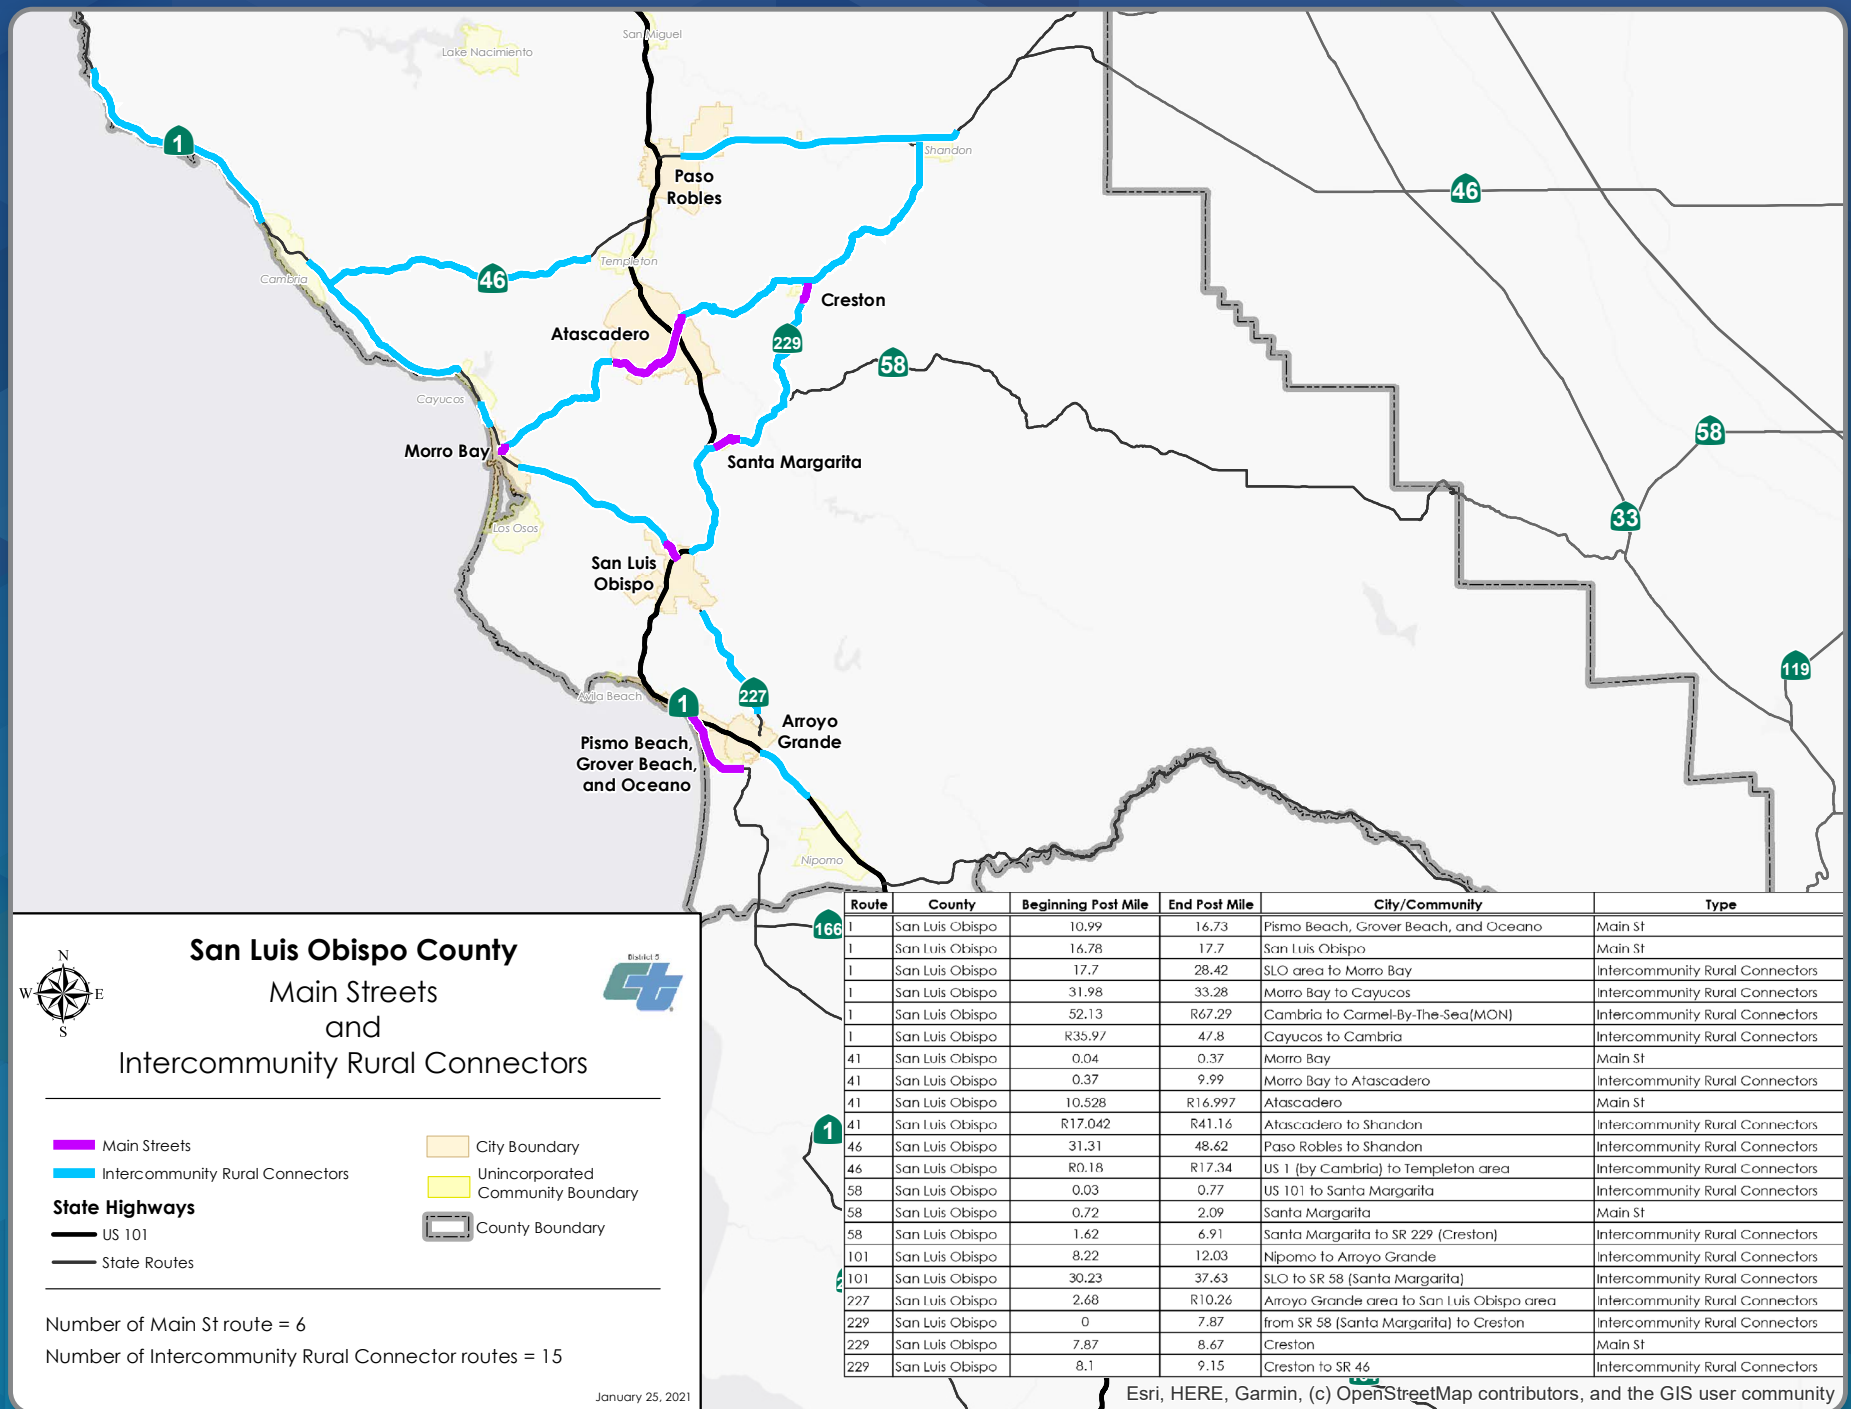 San Miguel
Lake Nacimiento
1
Shandon
Paso
Robles
46
Templeton
46
Cambria
Creston
Atascadero
229
58
Cayucos
58
Morro Bay
Santa Margarita
33
Los Osos
San Luis
Obispo
119
227
Avila Beach
1
Arroyo
Grande
Pismo Beach,
Grover Beach,
and Oceano
Nipomo
166
1
Route County Beginning Post Mile End Post Mile City/Community Type
1 San Luis Obispo 10.99 16.73 Pismo Beach, Grover Beach, and Oceano Main St
1 San Luis Obispo 16.78 17.7 San Luis Obispo Main St
1 San Luis Obispo 17.7 28.42 SLO area to Morro Bay Intercommunity Rural Connectors
1 San Luis Obispo 31.98 33.28 Morro Bay to Cayucos Intercommunity Rural Connectors
1 San Luis Obispo 52.13 R67.29 Cambria to Carmel-By-The-Sea(MON) Intercommunity Rural Connectors
1 San Luis Obispo R35.97 47.8 Cayucos to Cambria Intercommunity Rural Connectors
41 San Luis Obispo 0.04 0.37 Morro Bay Main St
41 San Luis Obispo 0.37 9.99 Morro Bay to Atascadero Intercommunity Rural Connectors
41 San Luis Obispo 10.528 R16.997 Atascadero Main St
41 San Luis Obispo R17.042 R41.16 Atascadero to Shandon Intercommunity Rural Connectors
46 San Luis Obispo 31.31 48.62 Paso Robles to Shandon Intercommunity Rural Connectors
46 San Luis Obispo R0.18 R17.34 US 1 (by Cambria) to Templeton area Intercommunity Rural Connectors
58 San Luis Obispo 0.03 0.77 US 101 to Santa Margarita Intercommunity Rural Connectors
58 San Luis Obispo 0.72 2.09 Santa Margarita Main St
58 San Luis Obispo 1.62 6.91 Santa Margarita to SR 229 (Creston) Intercommunity Rural Connectors
101 San Luis Obispo 8.22 12.03 Nipomo to Arroyo Grande Intercommunity Rural Connectors
101 San Luis Obispo 30.23 37.63 SLO to SR 58 (Santa Margarita) Intercommunity Rural Connectors
227 San Luis Obispo 2.68 R10.26 Arroyo Grande area to San Luis Obispo area Intercommunity Rural Connectors
229 San Luis Obispo 0 7.87 from SR 58 (Santa Margarita) to Creston Intercommunity Rural Connectors
229 San Luis Obispo 7.87 8.67 Creston Main St
229 San Luis Obispo 8.1 9.15 Creston to SR 46 Intercommunity Rural Connectors
Esri, HERE, Garmin, (c) OpenStreetMap contributors, and the GIS user community
N
W E
S
San Luis Obispo County
Main Streets
and
Intercommunity Rural Connectors
District 5
Ct
Main Streets
Intercommunity Rural Connectors
State Highways
US 101
State Routes
City Boundary
Unincorporated
Community Boundary
County Boundary
Number of Main St route = 6
Number of Intercommunity Rural Connector routes = 15
January 25, 2021